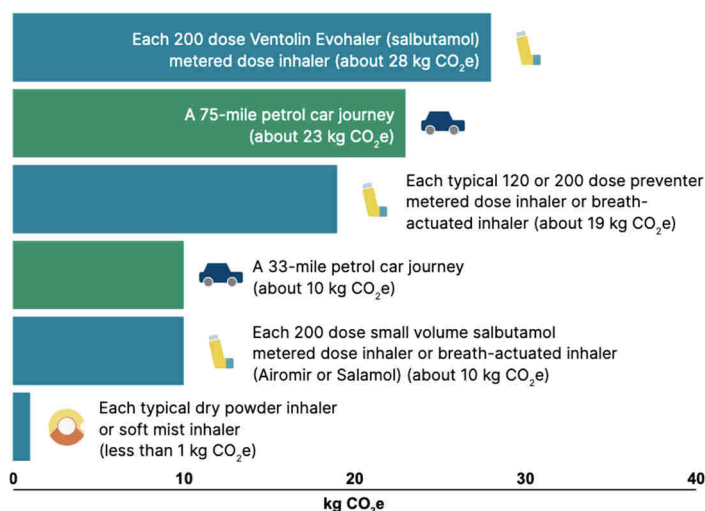 Each 200 dose Ventolin Evohaler (salbutamol)
metered dose inhaler (about 28 kg CO₂e)
A 75-mile petrol car journey
(about 23 kg CO₂e)
Each typical 120 or 200 dose preventer
metered dose inhaler or breath-
actuated inhaler (about 19 kg CO₂e)
A 33-mile petrol car journey
(about 10 kg CO₂e)
Each 200 dose small volume salbutamol
metered dose inhaler or breath-actuated inhaler
(Airomir or Salamol) (about 10 kg CO₂e)
Each typical dry powder inhaler
or soft mist inhaler
(less than 1 kg CO₂e)
0 10 20 30 40
kg CO₂e